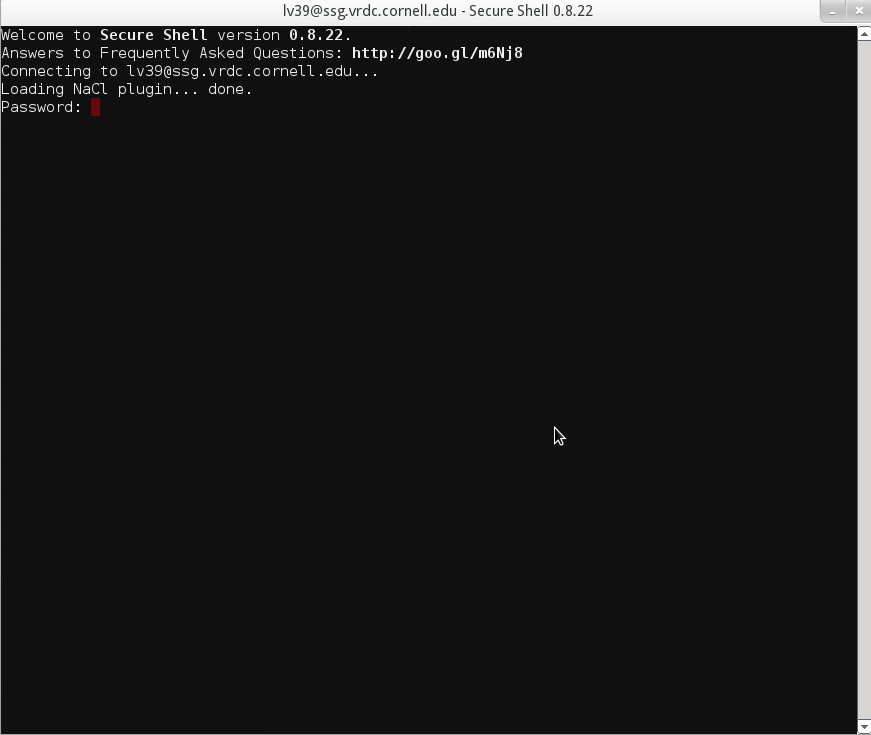 lv39@ssg.vrdc.cornell.edu - Secure Shell 0.8.22
Welcome to Secure Shell version 0.8.22.
Answers to Frequently Asked Questions: http://goo.gl/m6Nj8
Connecting to lv39@ssg.vrdc.cornell.edu...
Loading NaCl plugin... done.
Password: